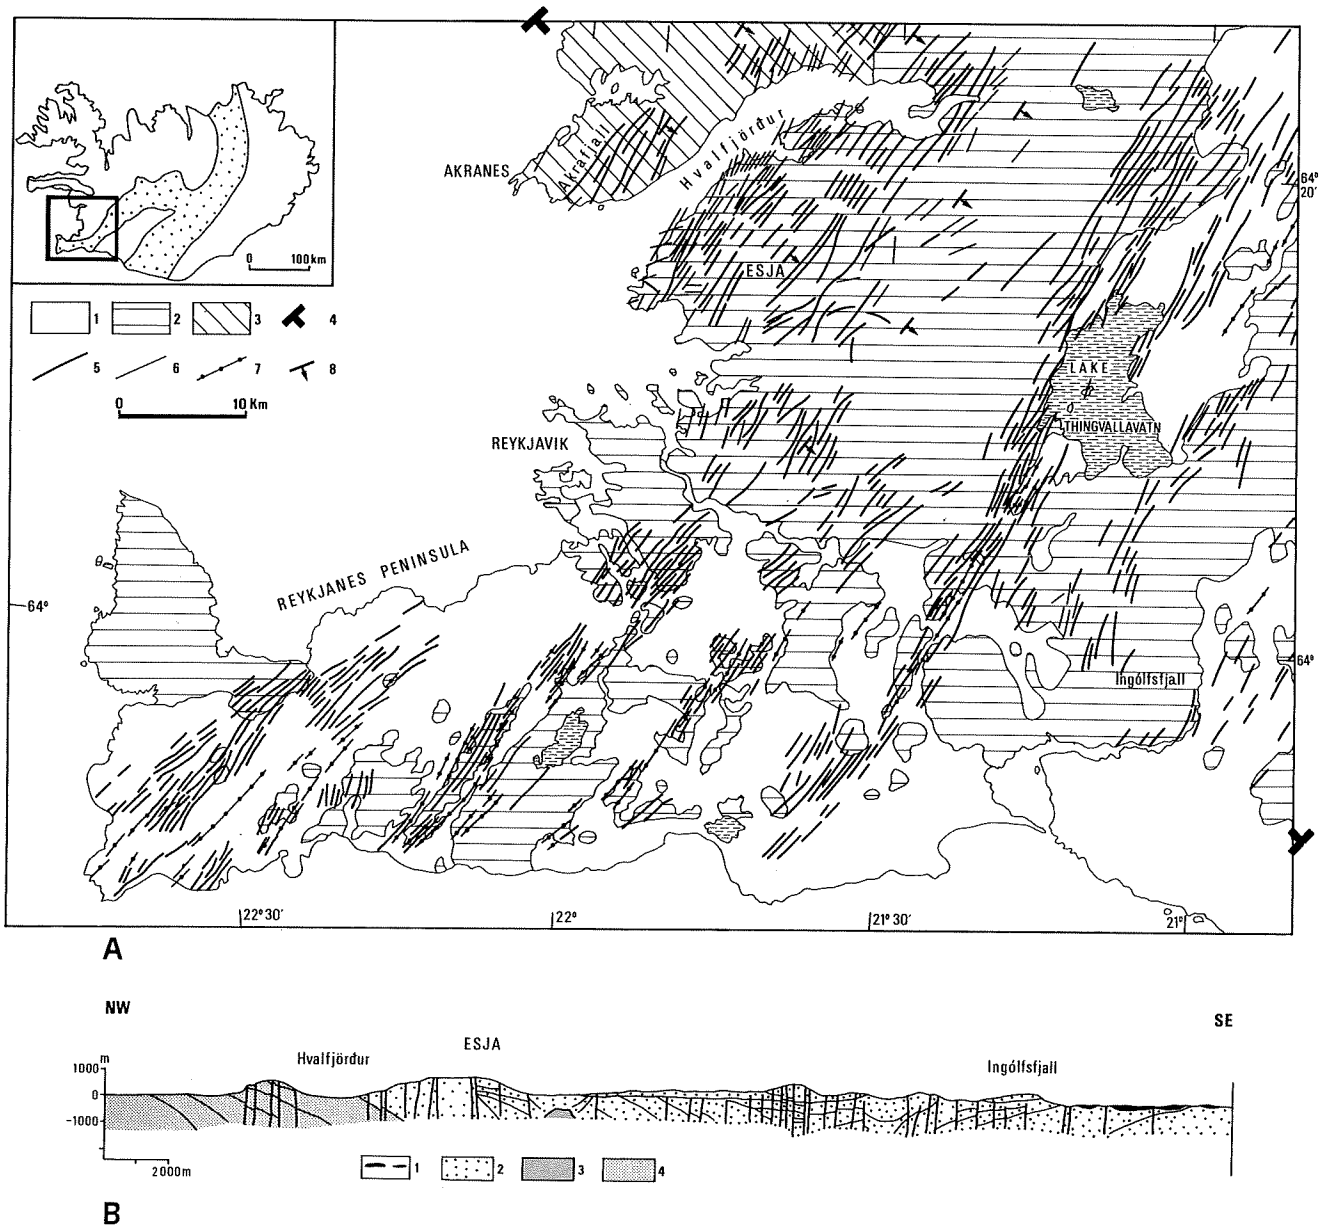 0 100km
1 2 3 4
5 6 7 8
0 10 Km
AKRANES
Akrafjall
Hvalfjörður
ESJA
64°
20'
LAKE
THINGVALLAVATN
REYKJAVIK
REYKJANES PENINSULA
64°
64°
Ingólfsfjall
22°30'
22°
21°30'
21°
A
NW
SE
Hvalfjörður
ESJA
Ingólfsfjall
m
1000
0
-1000
2000m
1 2 3 4
B